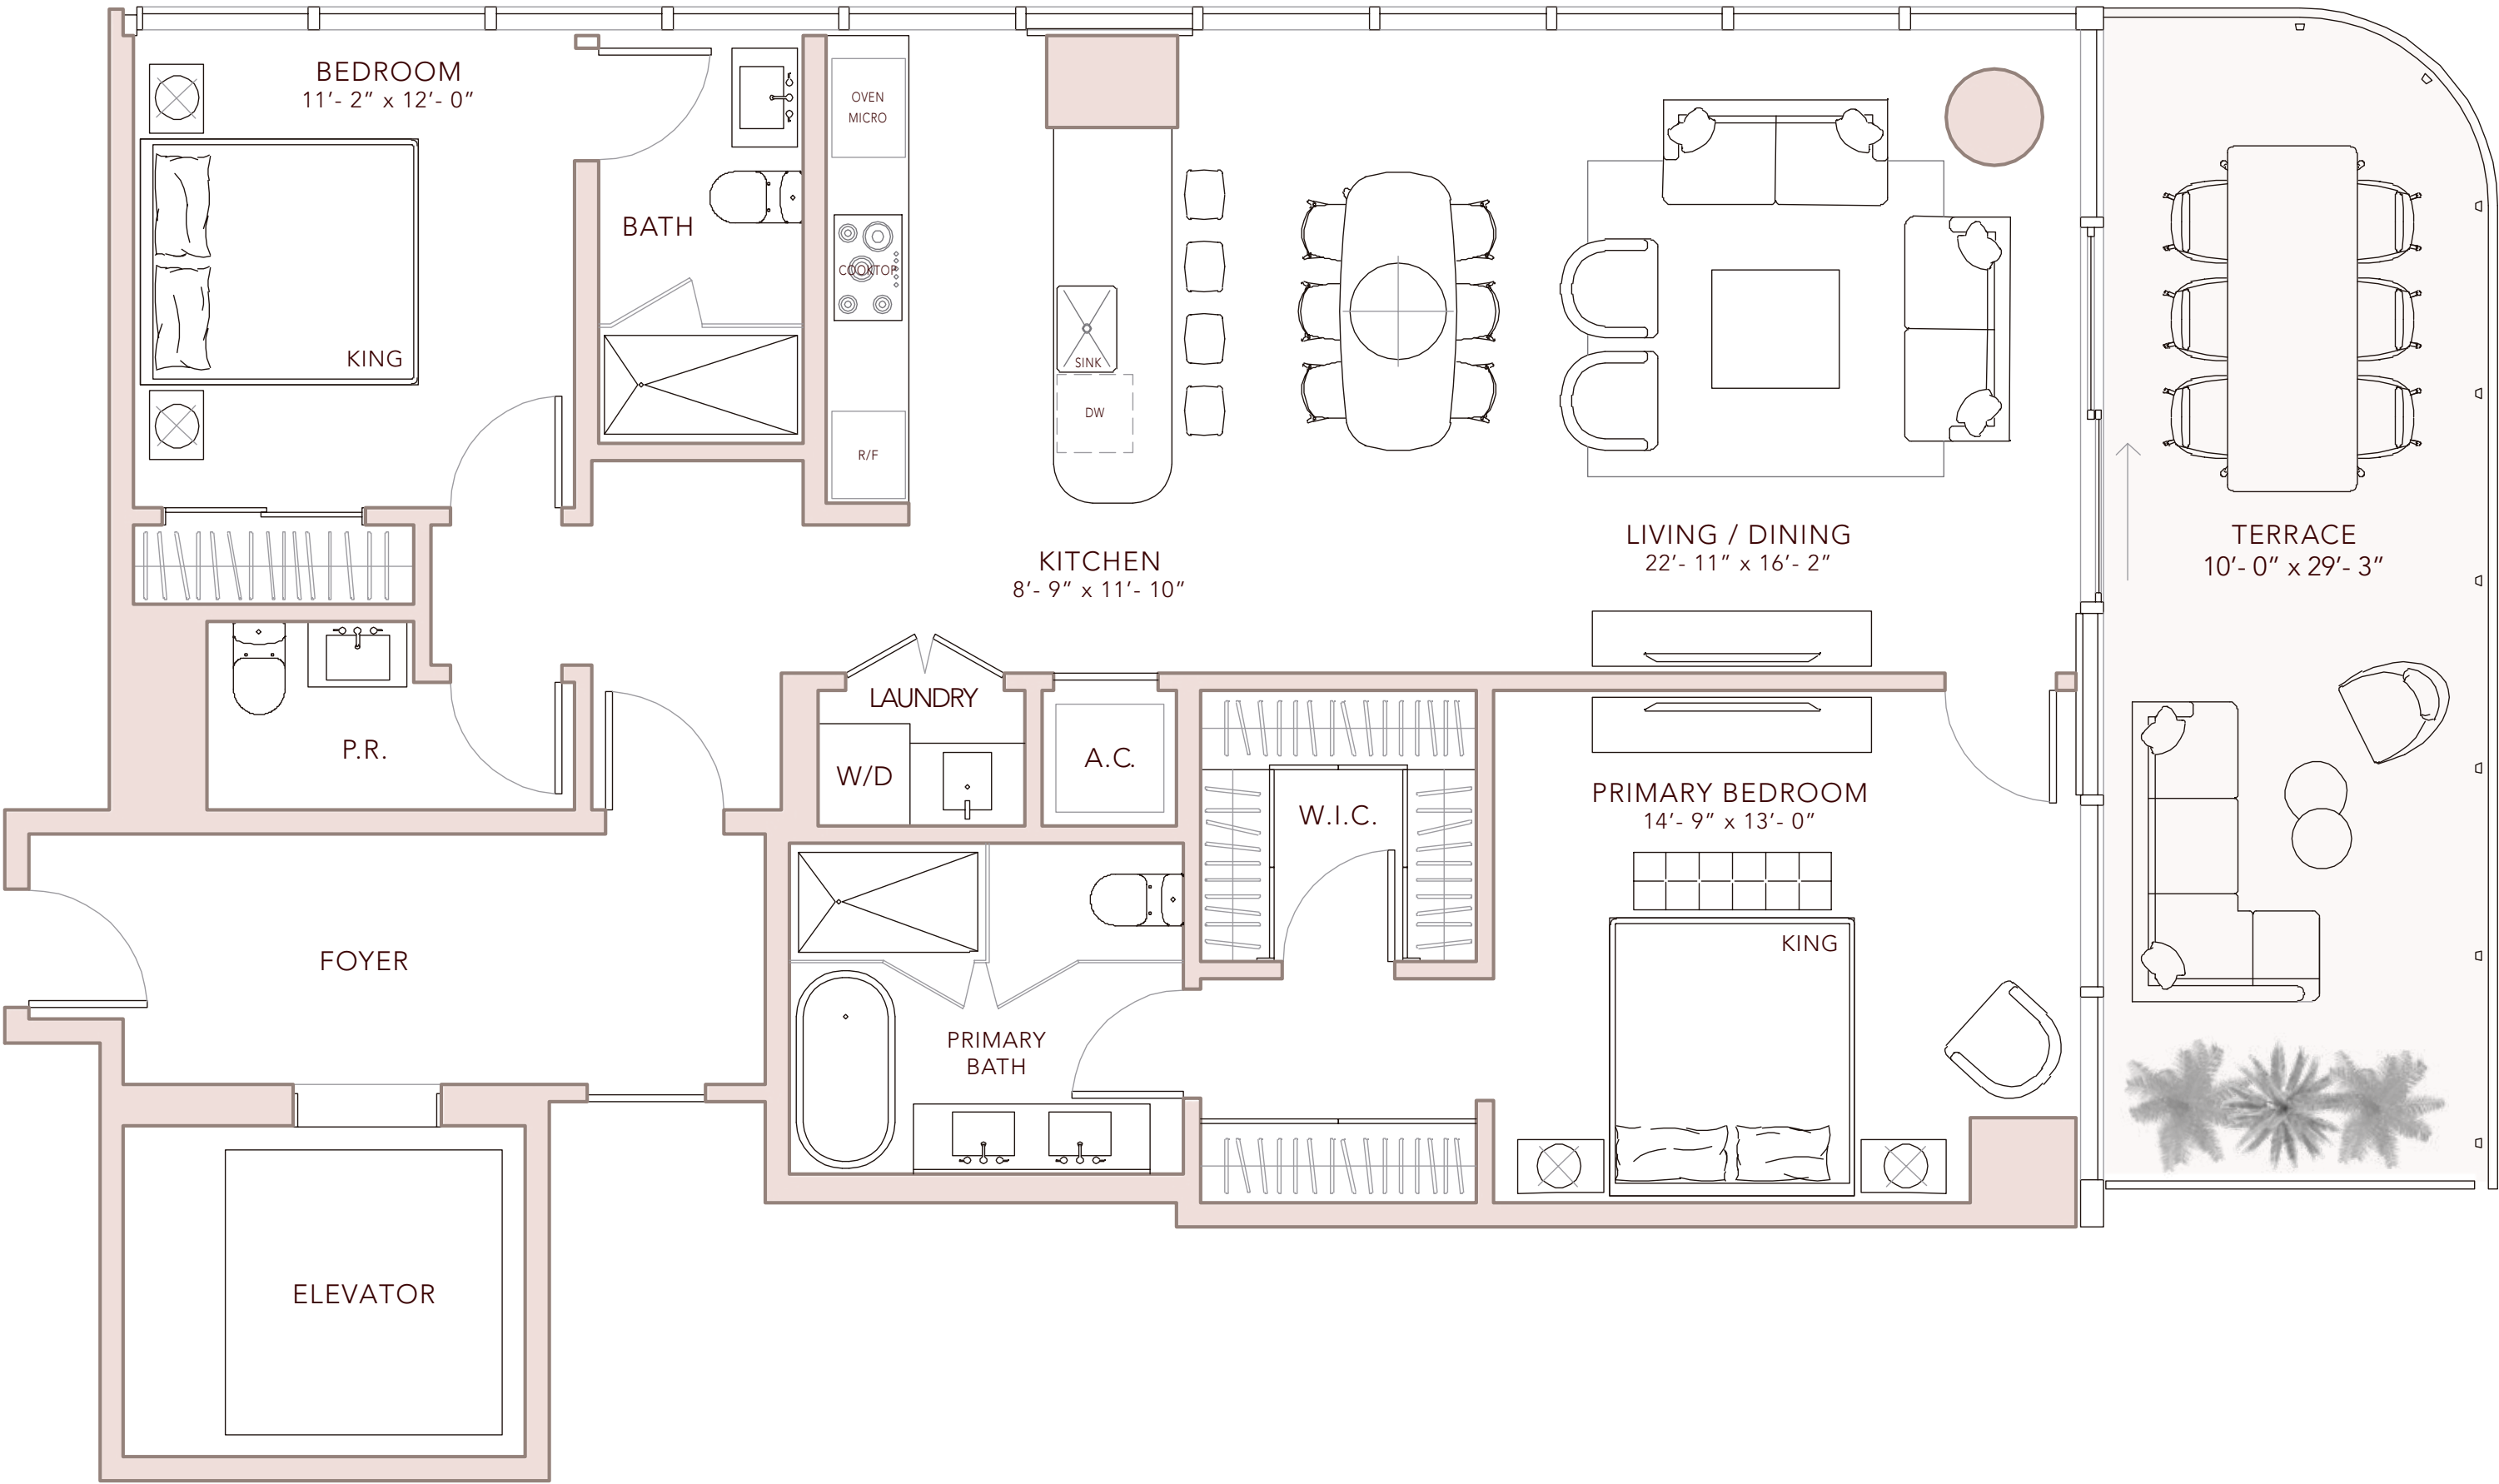 BEDROOM
11’- 2” x 12’- 0”
KING
BATH
OVEN
MICRO
COOKTOP
R/F
SINK
DW
KITCHEN
8’- 9” x 11’- 10”
LIVING / DINING
22’- 11” x 16’- 2”
TERRACE
10’- 0” x 29’- 3”
P.R.
LAUNDRY
W/D
A.C.
W.I.C.
PRIMARY BEDROOM
14’- 9” x 13’- 0”
KING
FOYER
PRIMARY
BATH
ELEVATOR